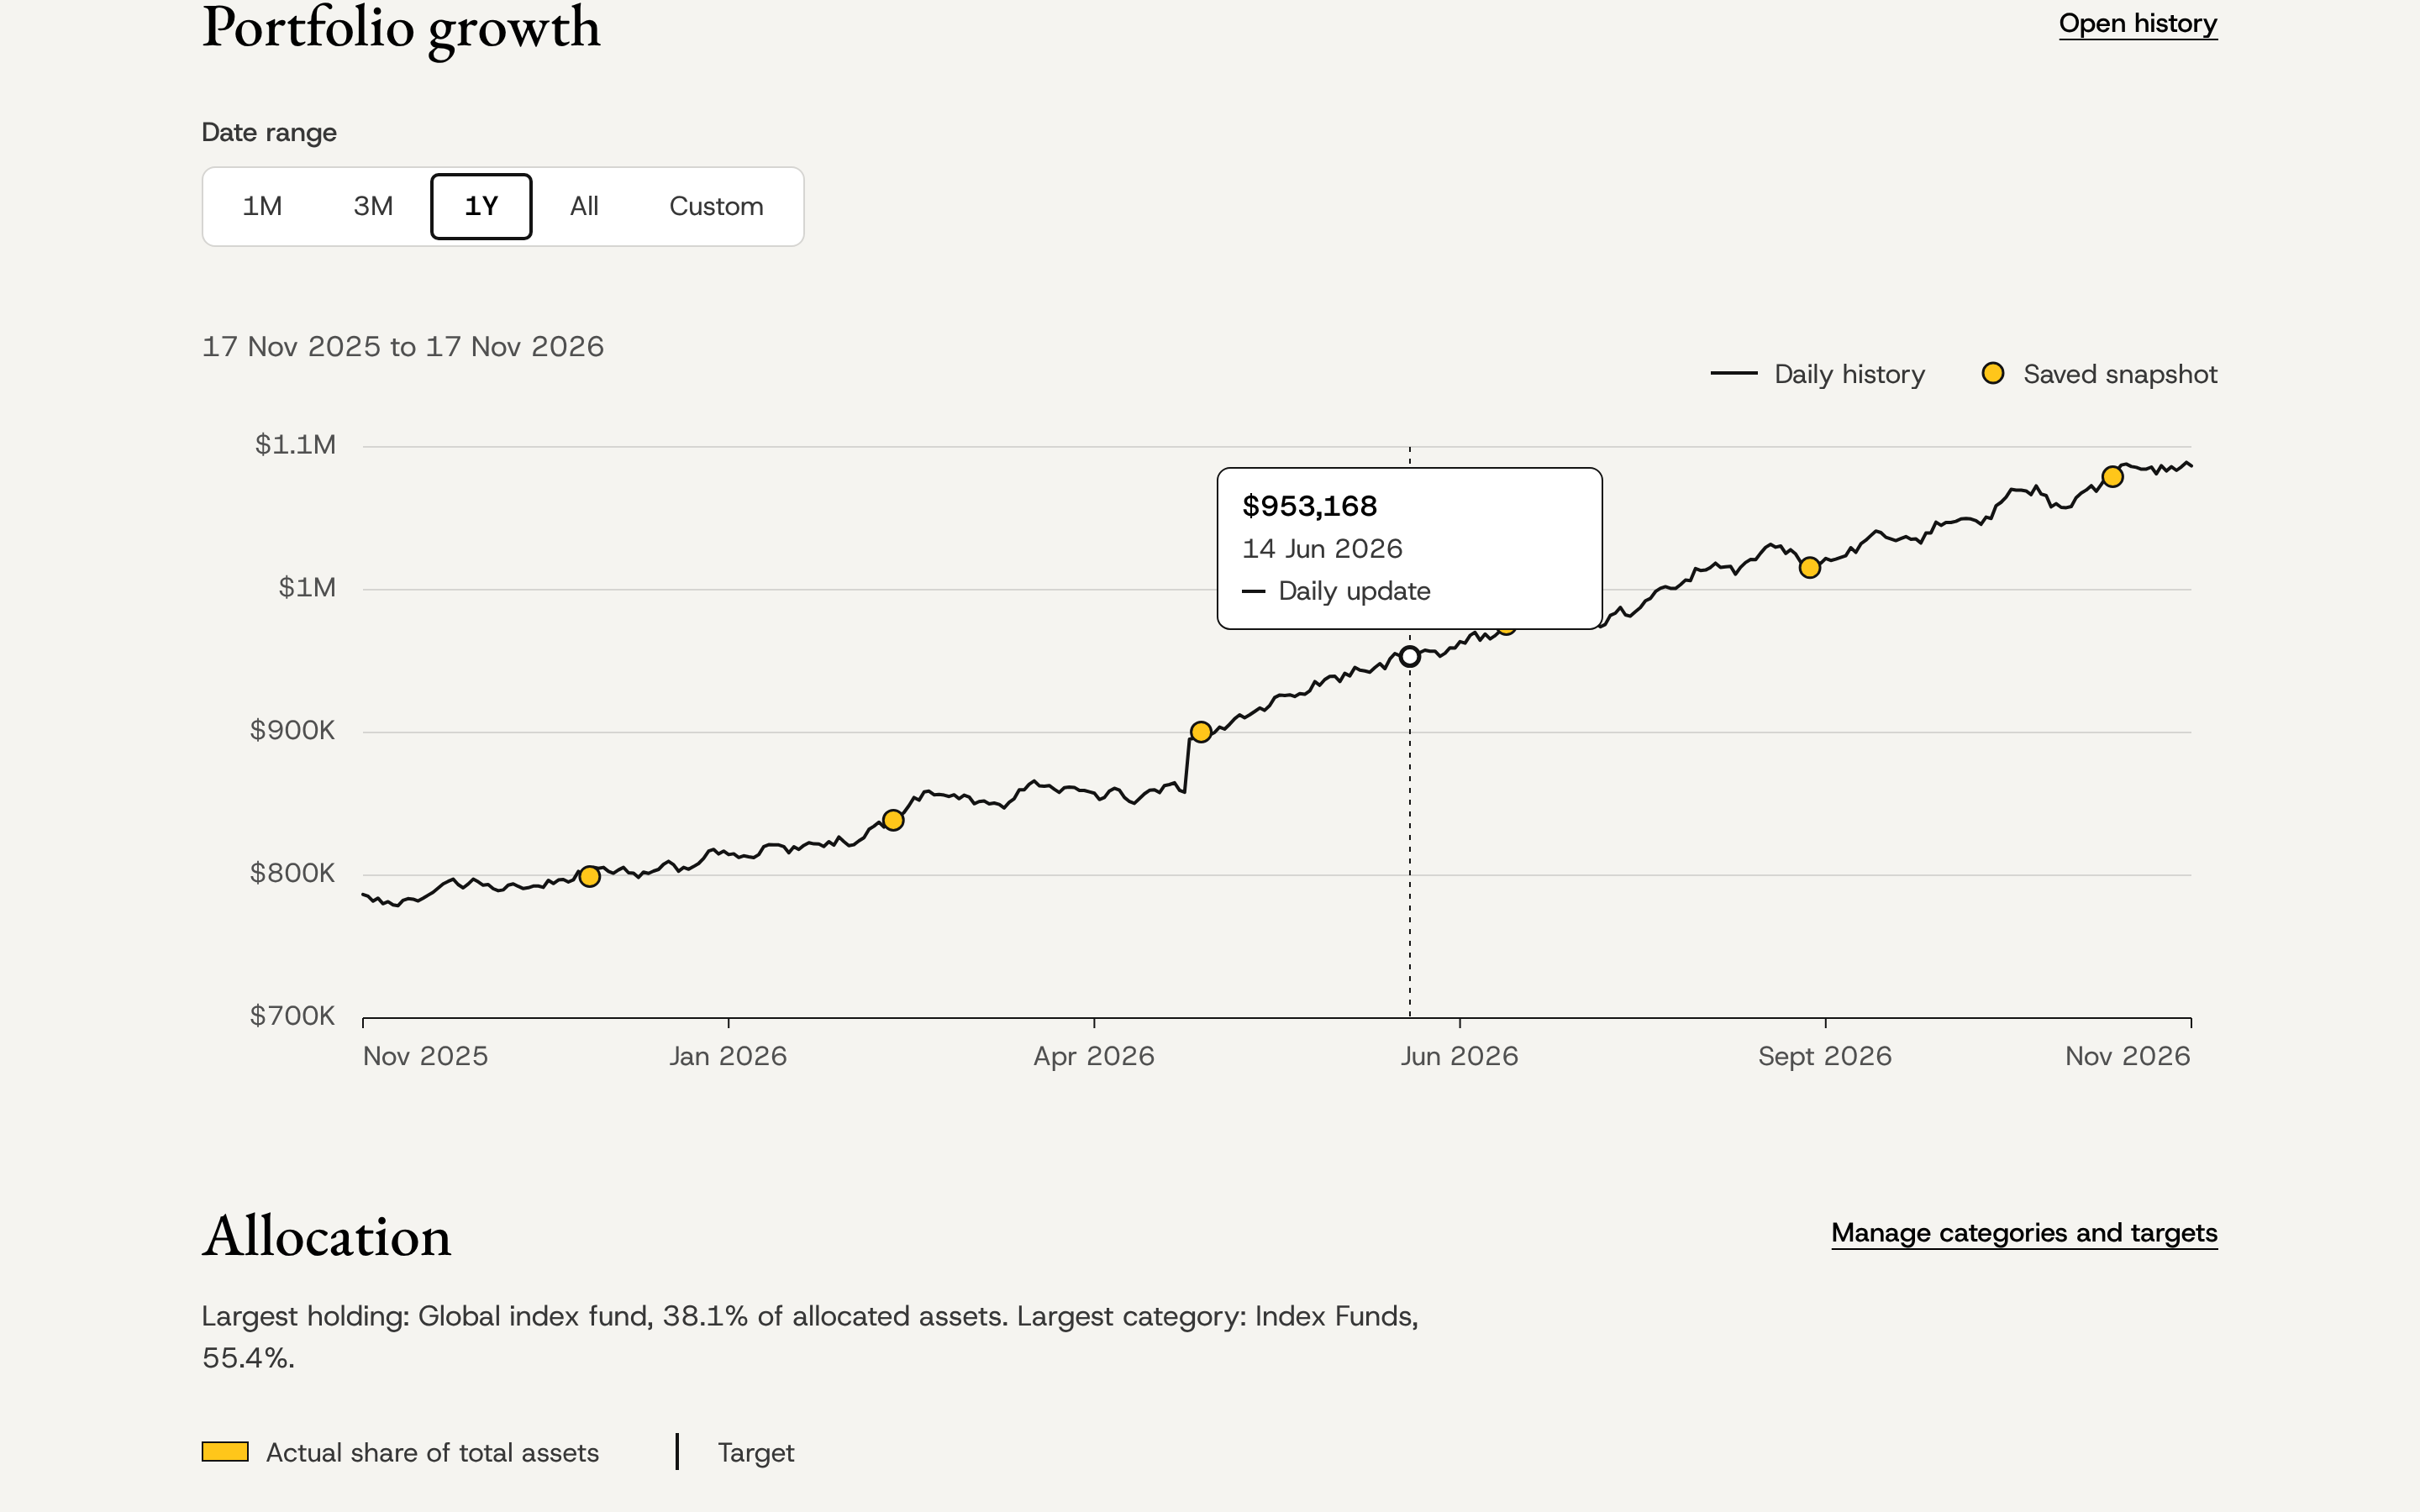 Portfolio growth
Open history
Date range
1M 3M 1Y All Custom
17 Nov 2025 to 17 Nov 2026
Daily history Saved snapshot
$1.1M
$953,168
14 Jun 2026
Daily update
$1M
$900K
$800K
$700K
Nov 2025 Jan 2026 Apr 2026 Jun 2026 Sept 2026 Nov 2026
Allocation
Manage categories and targets
Largest holding: Global index fund, 38.1% of allocated assets. Largest category: Index Funds,
55.4%.
Actual share of total assets Target